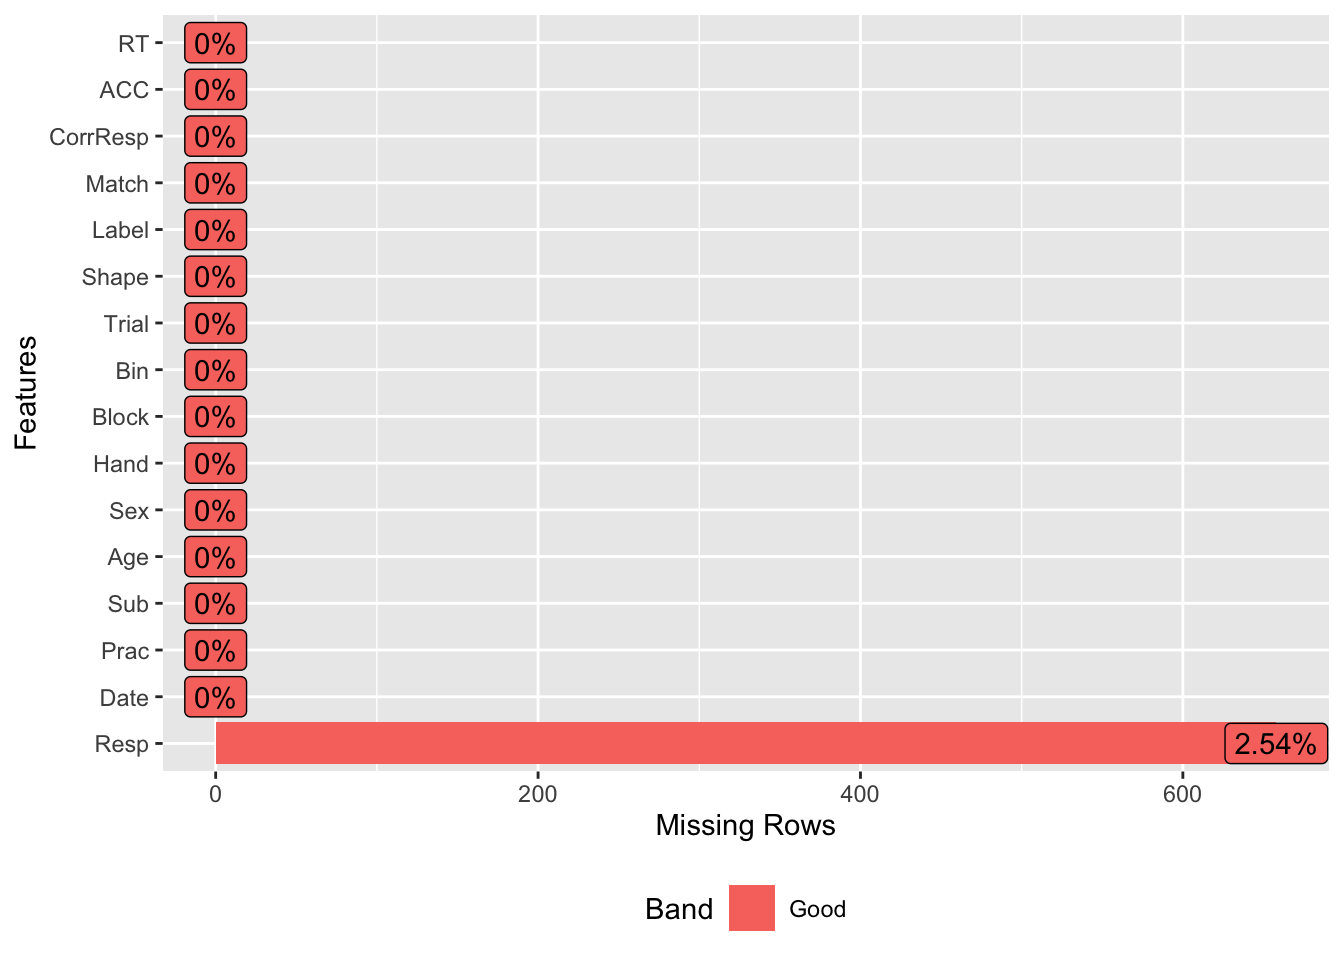 RT 0%
ACC 0%
CorrResp 0%
Match 0%
Label 0%
Shape 0%
Trial 0%
Bin 0%
Block 0%
Hand 0%
Sex 0%
Age 0%
Sub 0%
Prac 0%
Date 0%
Resp 2.54%
Features
0 200 400 600
Missing Rows
Band Good